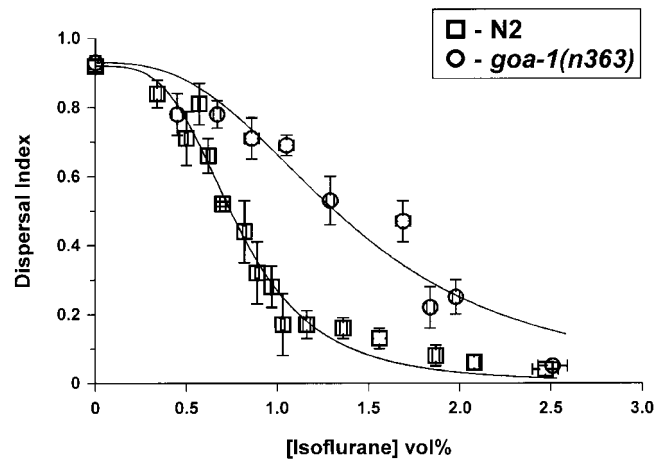 □ - N2
○ - goa-1(n363)
1.0
0.8
0.6
0.4
0.2
0
Dispersal Index
0 0.5 1.0 1.5 2.0 2.5 3.0
[Isoflurane] vol%